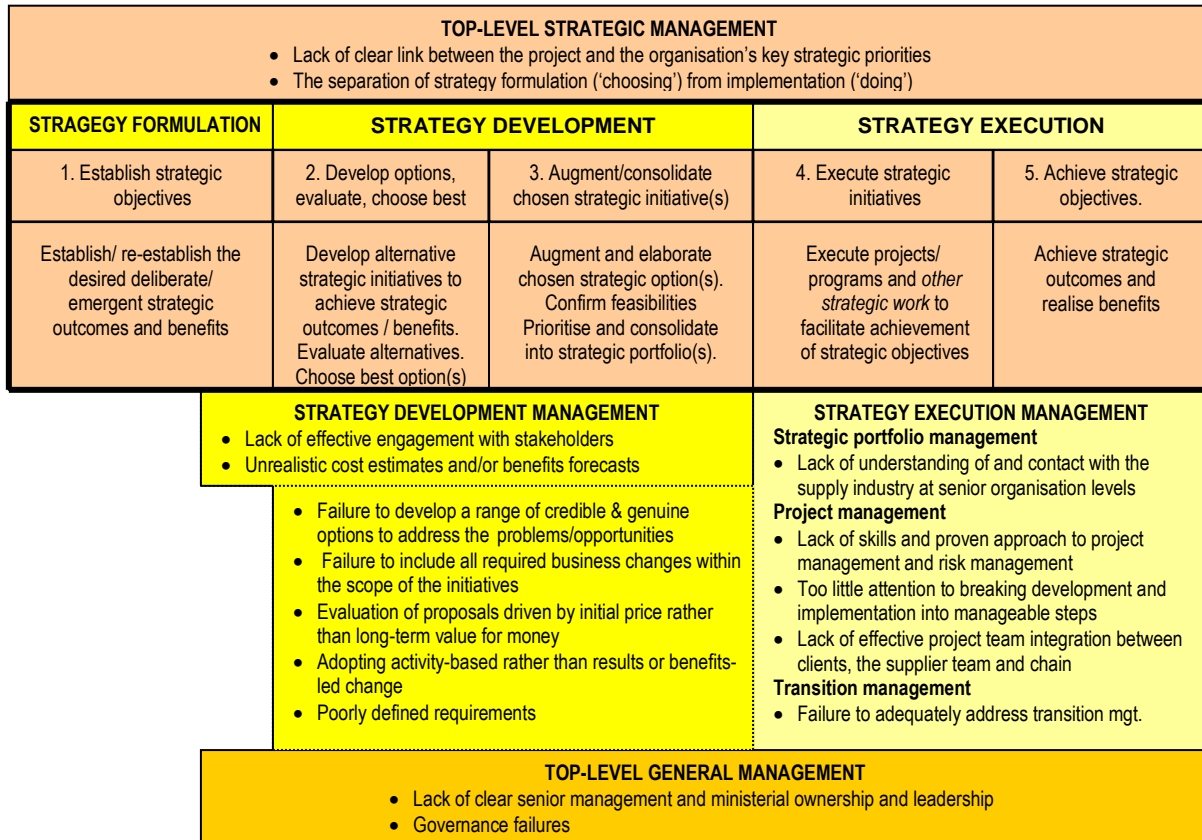 TOP-LEVEL STRATEGIC MANAGEMENT
• Lack of clear link between the project and the organisation's key strategic priorities
• The separation of strategy formulation ('choosing') from implementation ('doing')
STRAGEGY FORMULATION
STRATEGY DEVELOPMENT
STRATEGY EXECUTION
1. Establish strategic
objectives
2. Develop options,
evaluate, choose best
3. Augment/consolidate
chosen strategic initiative(s)
4. Execute strategic
initiatives
5. Achieve strategic
objectives.
Establish/ re-establish the
desired deliberate/
emergent strategic
outcomes and benefits
Develop alternative
strategic initiatives to
achieve strategic
outcomes / benefits.
Evaluate alternatives.
Choose best option(s)
Augment and elaborate
chosen strategic option(s).
Confirm feasibilities
Prioritise and consolidate
into strategic portfolio(s).
Execute projects/
programs and other
strategic work to
facilitate achievement
of strategic objectives
Achieve strategic
outcomes and
realise benefits
STRATEGY DEVELOPMENT MANAGEMENT
• Lack of effective engagement with stakeholders
• Unrealistic cost estimates and/or benefits forecasts
• Failure to develop a range of credible & genuine
options to address the problems/opportunities
• Failure to include all required business changes within
the scope of the initiatives
• Evaluation of proposals driven by initial price rather
than long-term value for money
• Adopting activity-based rather than results or benefits-
led change
• Poorly defined requirements
STRATEGY EXECUTION MANAGEMENT
Strategic portfolio management
• Lack of understanding of and contact with the
supply industry at senior organisation levels
Project management
• Lack of skills and proven approach to project
management and risk management
• Too little attention to breaking development and
implementation into manageable steps
• Lack of effective project team integration between
clients, the supplier team and chain
Transition management
• Failure to adequately address transition mgt.
TOP-LEVEL GENERAL MANAGEMENT
• Lack of clear senior management and ministerial ownership and leadership
• Governance failures